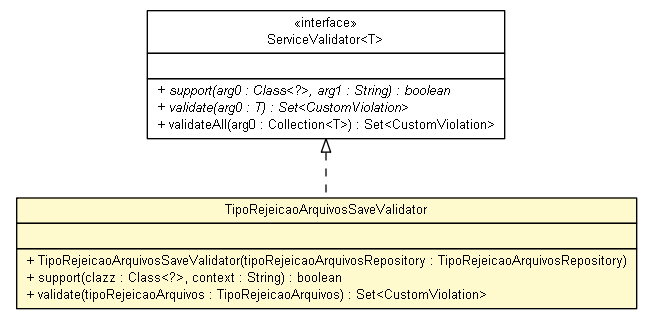 «interface»
ServiceValidator<T>
+ support(arg0 : Class<?>, arg1 : String) : boolean
+ validate(arg0 : T) : Set<CustomViolation>
+ validateAll(arg0 : Collection<T>) : Set<CustomViolation>
TipoRejeicaoArquivosSaveValidator
+ TipoRejeicaoArquivosSaveValidator(tipoRejeicaoArquivosRepository : TipoRejeicaoArquivosRepository)
+ support(clazz : Class<?>, context : String) : boolean
+ validate(tipoRejeicaoArquivos : TipoRejeicaoArquivos) : Set<CustomViolation>